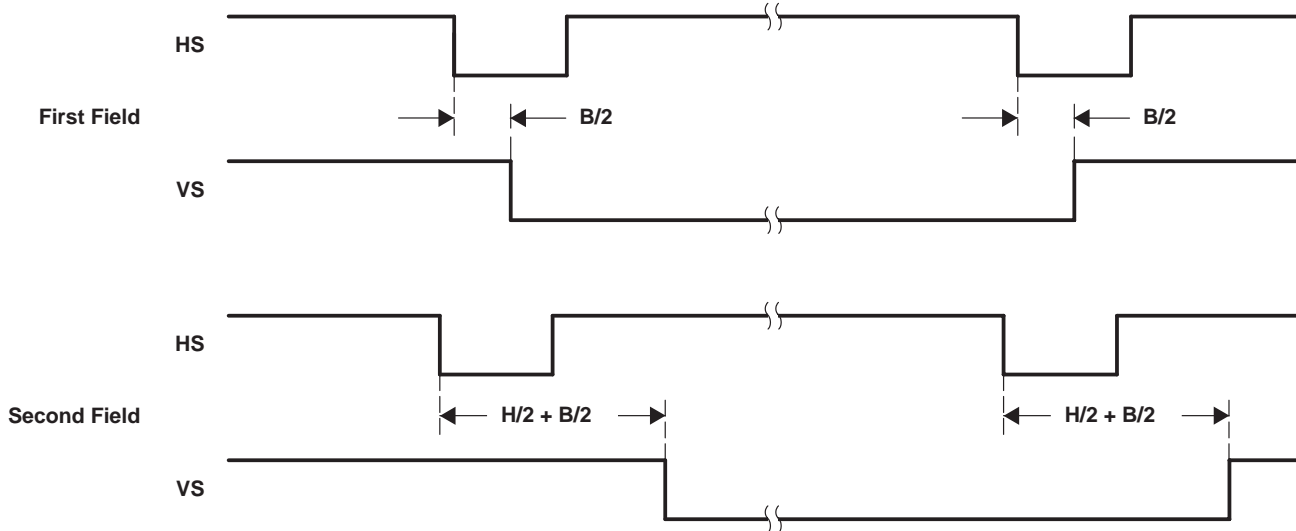 HS
First Field
B/2
B/2
VS
HS
Second Field
H/2 + B/2
H/2 + B/2
VS